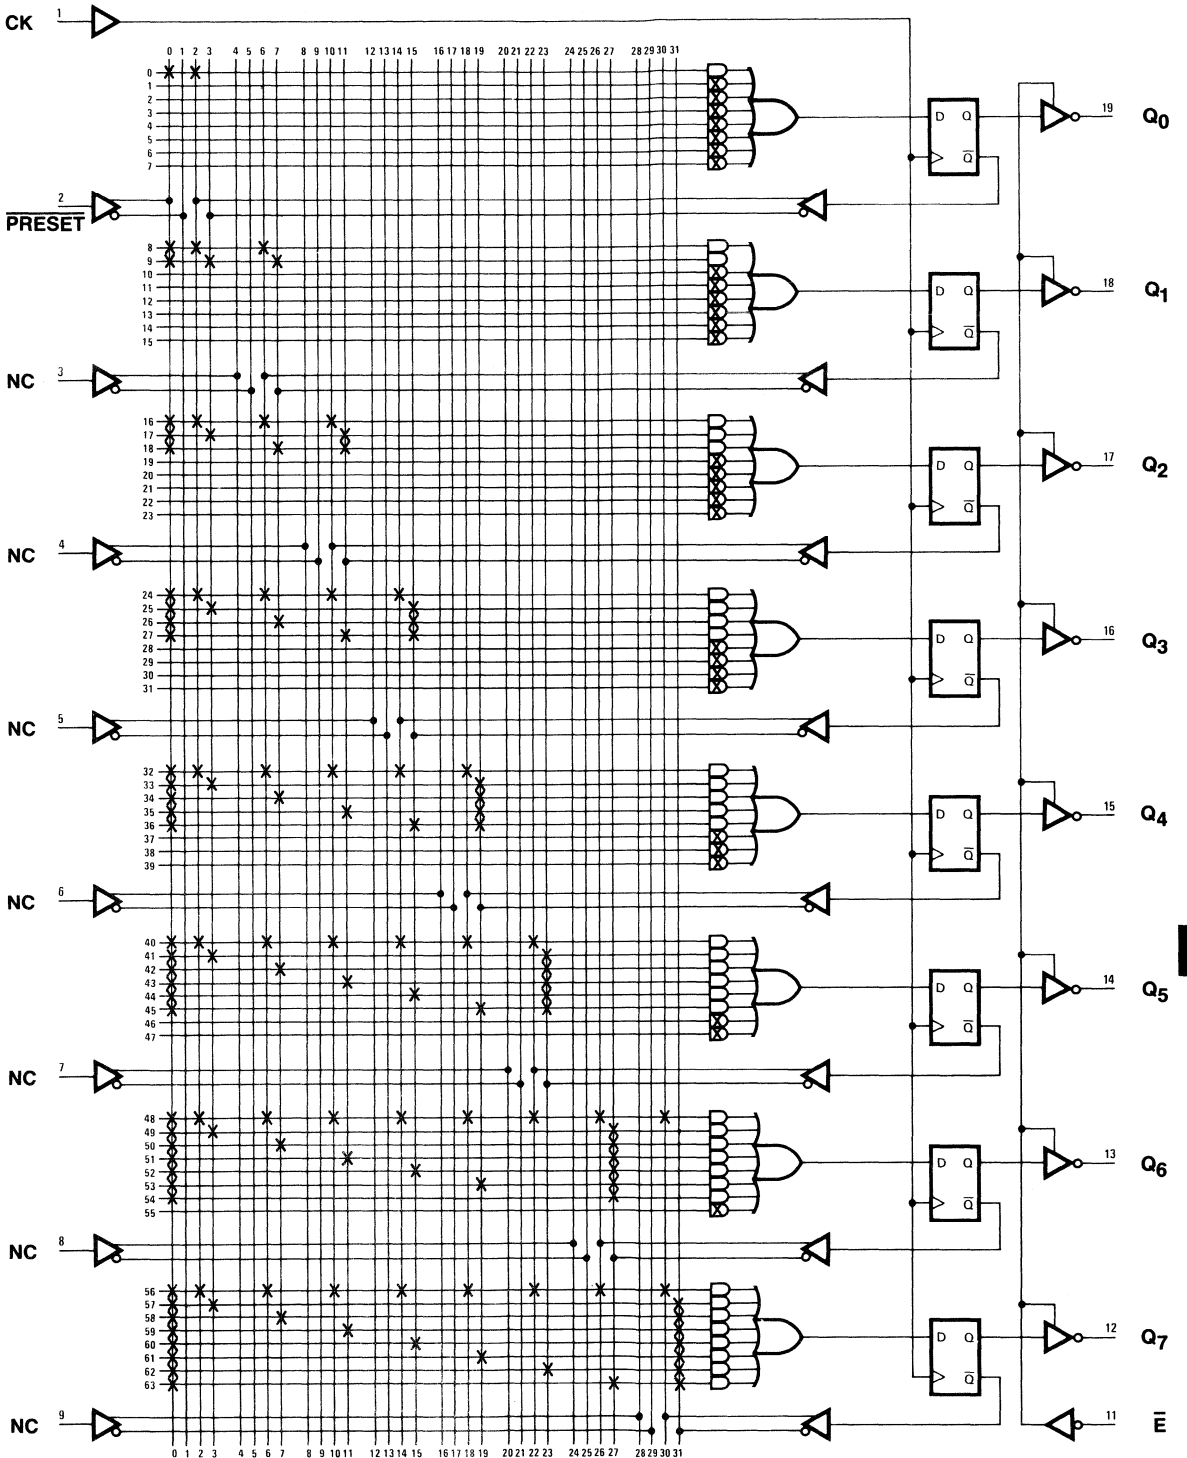 CK 1
0 1 2 3 4 5 6 7 8 9 10 11 12 13 14 15 16 17 18 19 20 21 22 23 24 25 26 27 28 29 30 31
0
1
2
3
4
5
6
7
D Q
Q̅
19 Q0
2
PRESET
8
9
10
11
12
13
14
15
D Q
Q̅
18 Q1
NC 3
16
17
18
19
20
21
22
23
D Q
Q̅
17 Q2
NC 4
24
25
26
27
28
29
30
31
D Q
Q̅
16 Q3
NC 5
32
33
34
35
36
37
38
39
D Q
Q̅
15 Q4
NC 6
40
41
42
43
44
45
46
47
D Q
Q̅
14 Q5
NC 7
48
49
50
51
52
53
54
55
D Q
Q̅
13 Q6
NC 8
56
57
58
59
60
61
62
63
D Q
Q̅
12 Q7
NC 9
11 E̅
0 1 2 3 4 5 6 7 8 9 10 11 12 13 14 15 16 17 18 19 20 21 22 23 24 25 26 27 28 29 30 31